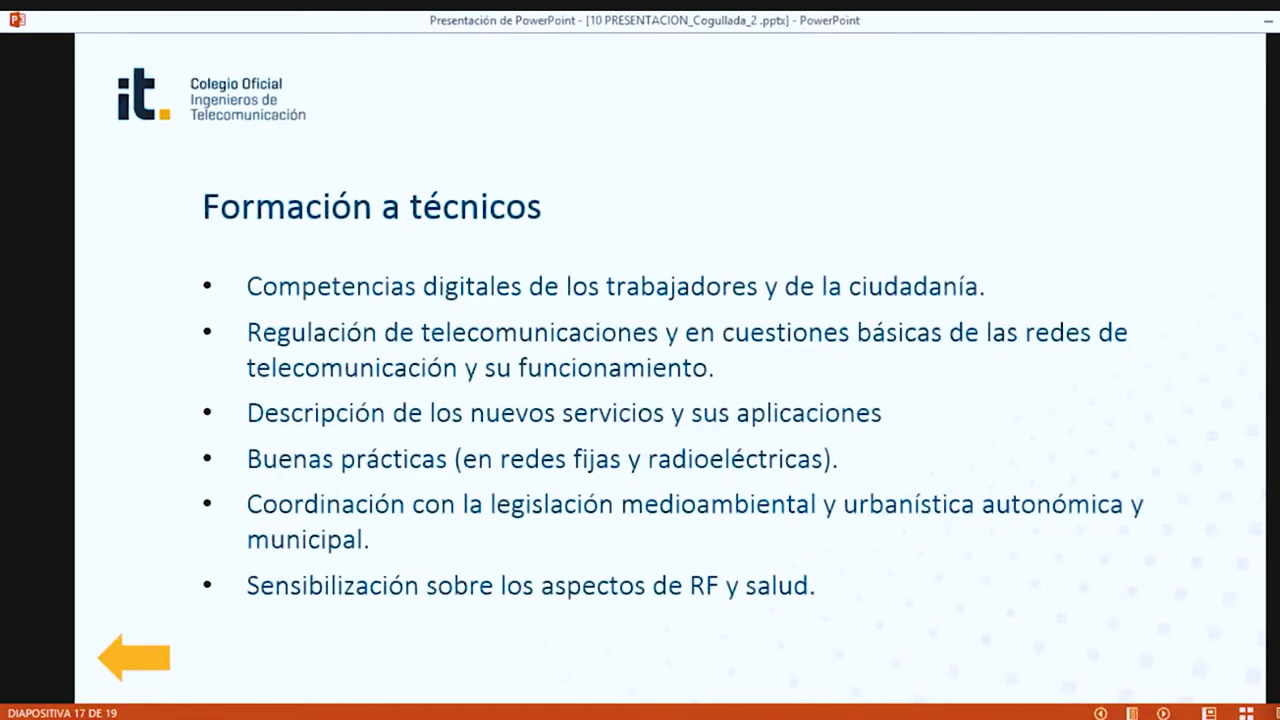 Presentación de PowerPoint - [10 PRESENTACION_Cogullada_2 .pptx] - PowerPoint
it.
Colegio Oficial
Ingenieros de
Telecomunicación
Formación a técnicos
• Competencias digitales de los trabajadores y de la ciudadanía.
• Regulación de telecomunicaciones y en cuestiones básicas de las redes de
telecomunicación y su funcionamiento.
• Descripción de los nuevos servicios y sus aplicaciones
• Buenas prácticas (en redes fijas y radioeléctricas).
• Coordinación con la legislación medioambiental y urbanística autonómica y
municipal.
• Sensibilización sobre los aspectos de RF y salud.
DIAPOSITIVA 17 DE 19